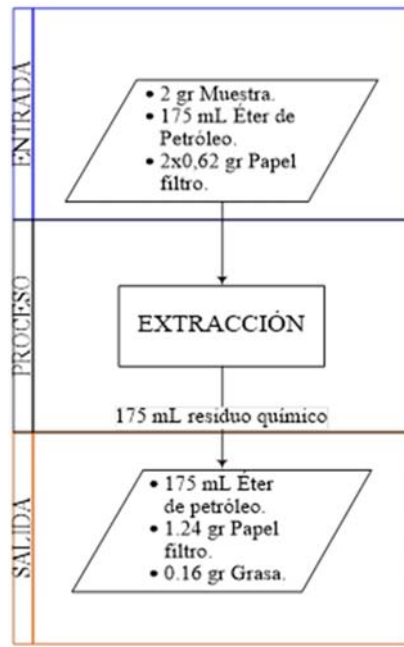 ENTRADA
• 2 gr Muestra.
• 175 mL Éter de
Petróleo.
• 2x0,62 gr Papel
filtro.
PROCESO
EXTRACCIÓN
175 mL residuo químico
SALIDA
• 175 mL Éter
de petróleo.
• 1.24 gr Papel
filtro.
• 0.16 gr Grasa.